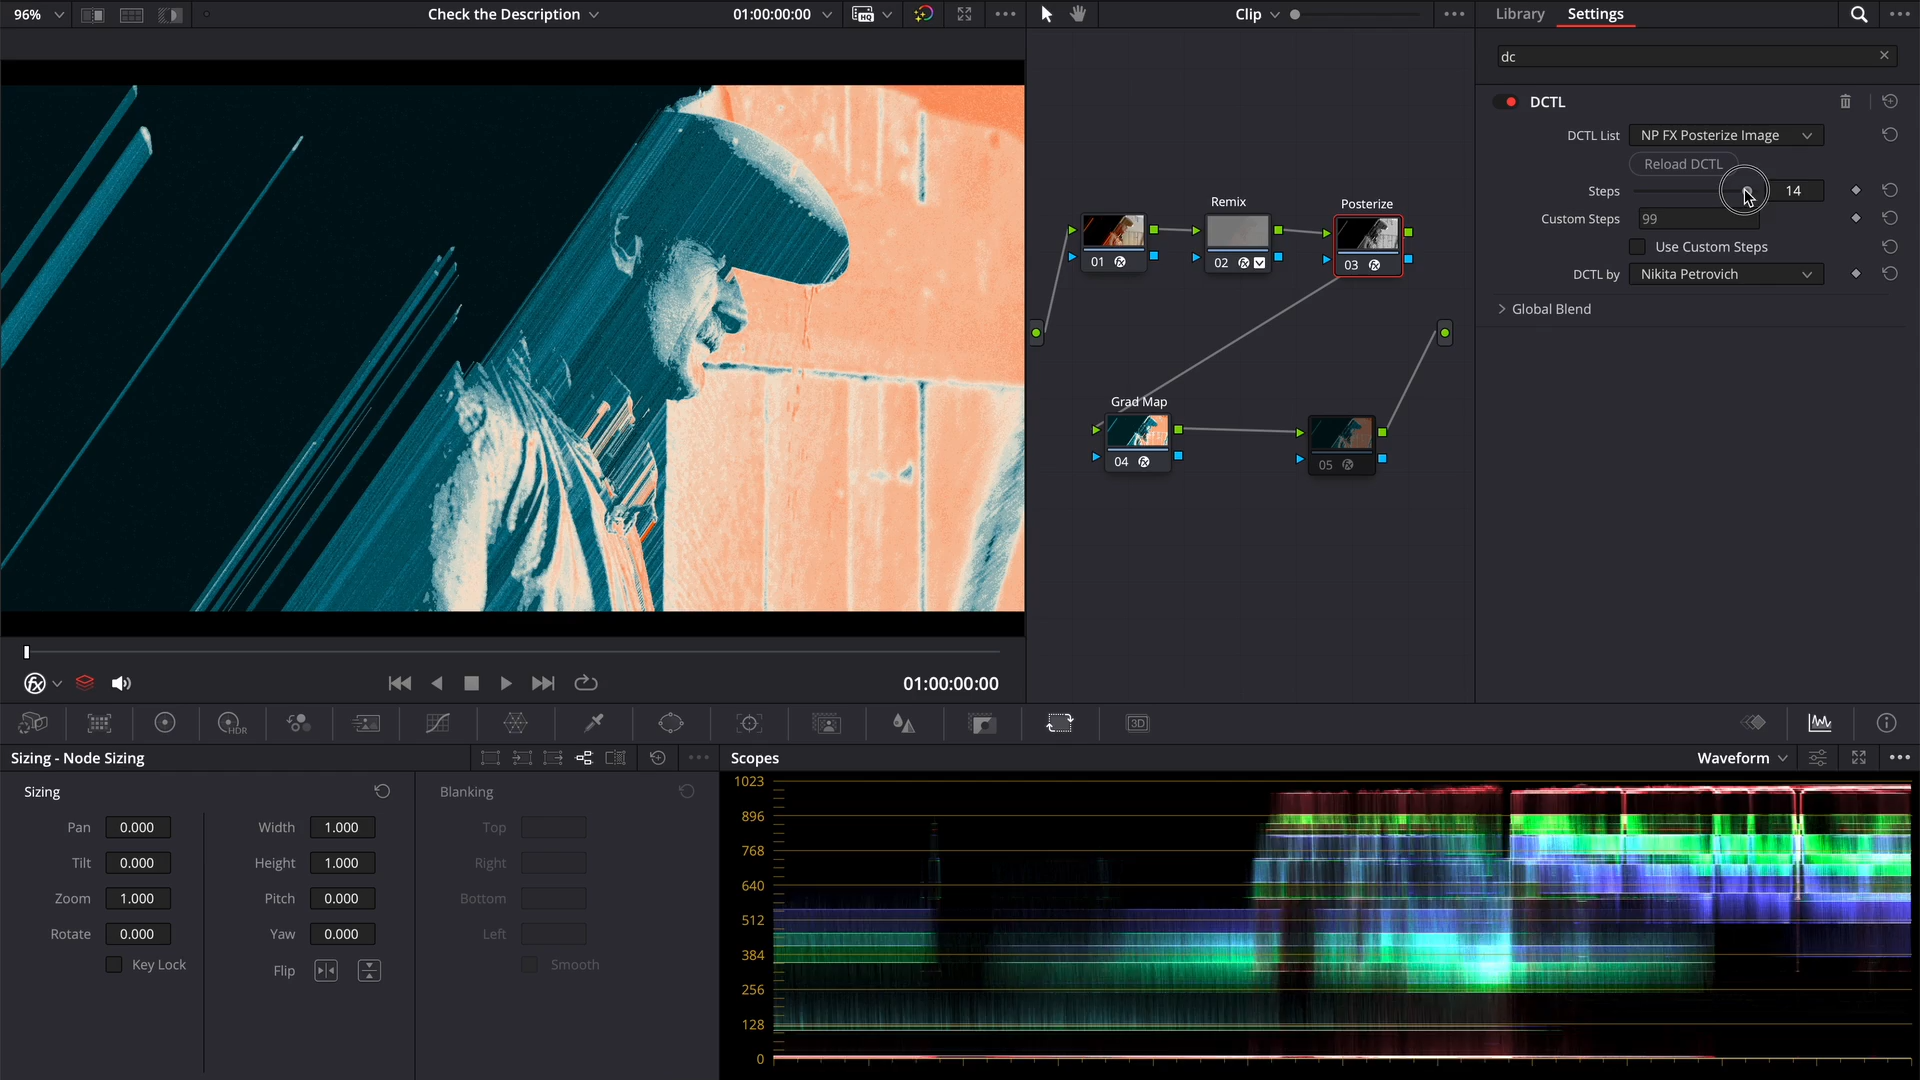 96%
Check the Description
01:00:00:00
HQ
Clip
Library
Settings
dc
DCTL
DCTL List
NP FX Posterize Image
Reload DCTL
Steps
14
Custom Steps
99
Use Custom Steps
DCTL by
Nikita Petrovich
Global Blend
Remix
Posterize
01
02
03
Grad Map
04
05
01:00:00:00
HDR
3D
Sizing - Node Sizing
Sizing
Pan
0.000
Width
1.000
Tilt
0.000
Height
1.000
Zoom
1.000
Pitch
0.000
Rotate
0.000
Yaw
0.000
Key Lock
Flip
Blanking
Top
Right
Bottom
Left
Smooth
Scopes
Waveform
1023
896
768
640
512
384
256
128
0